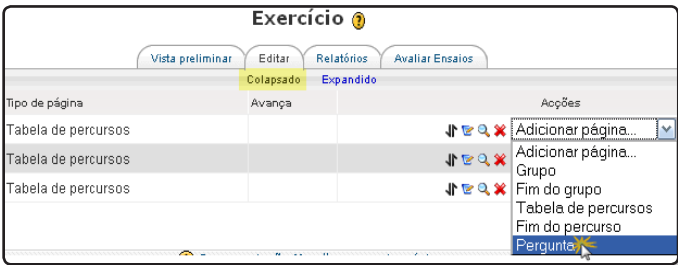 Exercício
Vista preliminar Editar Relatórios Avaliar Ensaios
Colapsado Expandido
Tipo de página Avança Acções
Tabela de percursos Adicionar página...
Tabela de percursos
Tabela de percursos
Adicionar página...
Grupo
Fim do grupo
Tabela de percursos
Fim do percurso
Pergunta